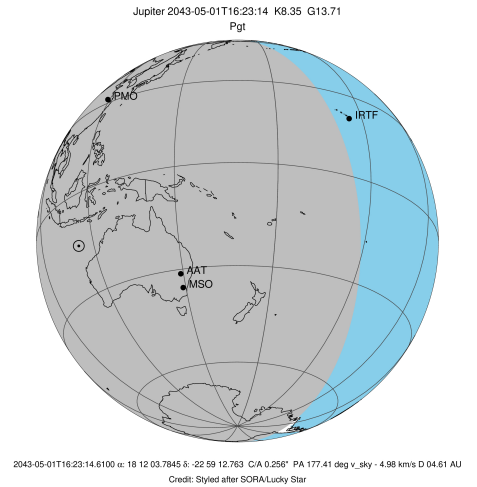 Jupiter 2043-05-01T16:23:14 K8.35 G13.71
Pgt
PMO
IRTF
AAT
MSO
2043-05-01T16:23:14.6100 α: 18 12 03.7845 δ: -22 59 12.763 C/A 0.256" PA 177.41 deg v_sky - 4.98 km/s D 04.61 AU
Credit: Styled after SORA/Lucky Star